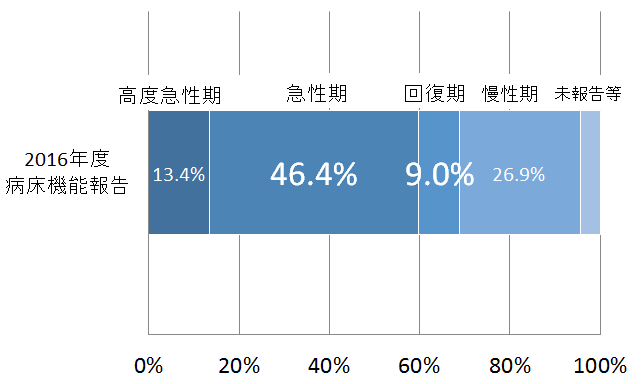 高度急性期 急性期 回復期 慢性期 未報告等
2016年度
病床機能報告
13.4% 46.4% 9.0% 26.9%
0% 20% 40% 60% 80% 100%